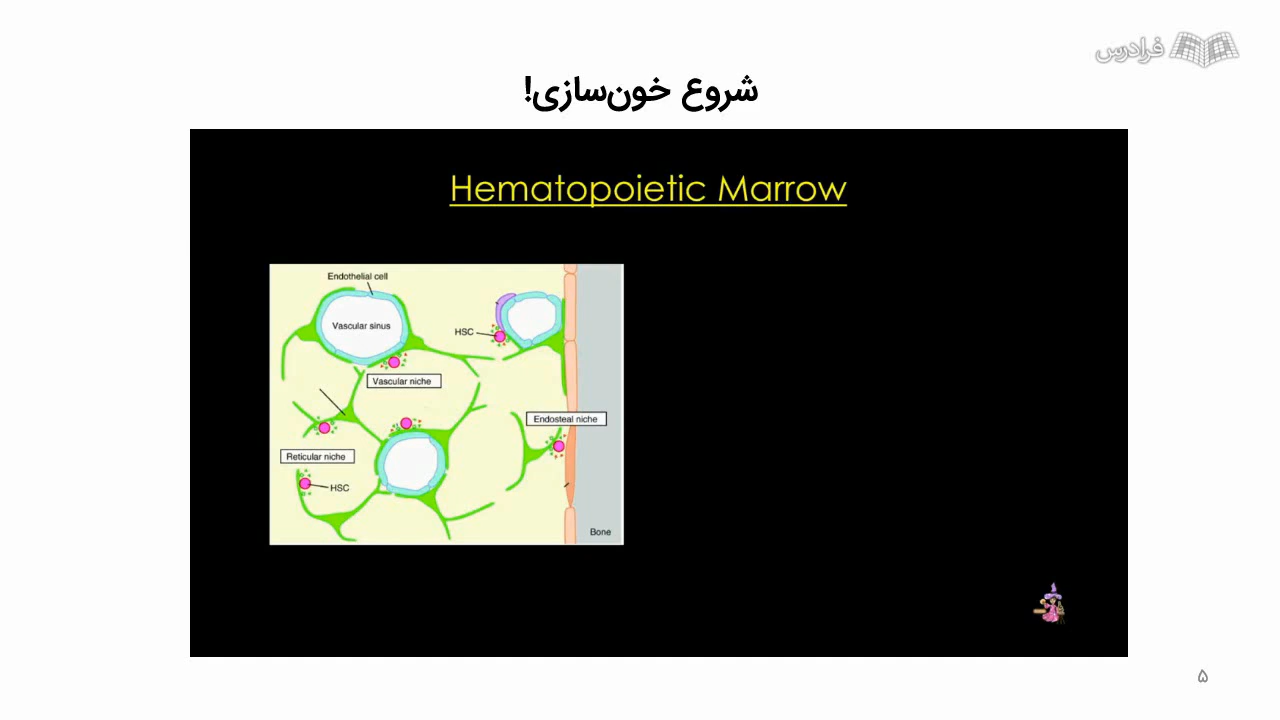 فرادرس
شروع خون‌سازی!
Hematopoietic Marrow
Endothelial cell
Vascular sinus
HSC
Vascular niche
Endosteal niche
Reticular niche
HSC
Bone
۵